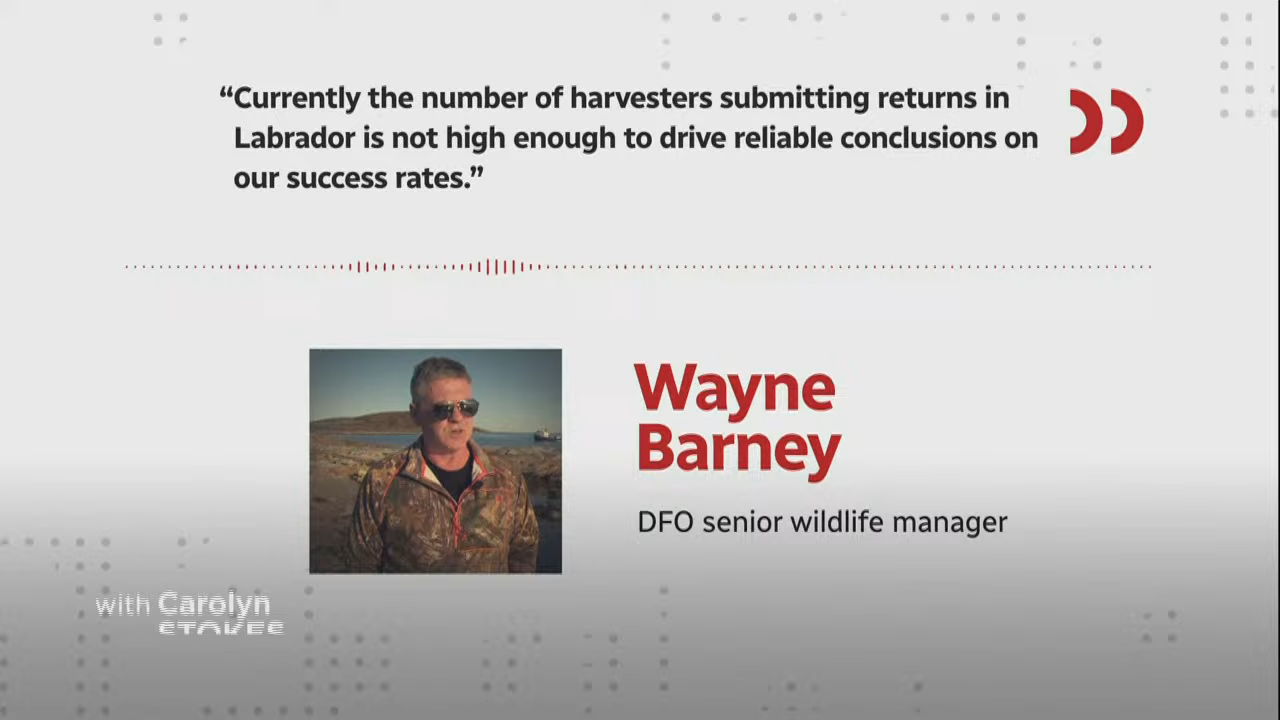 “Currently the number of harvesters submitting returns in
Labrador is not high enough to drive reliable conclusions on
our success rates.”
Wayne
Barney
DFO senior wildlife manager
with Carolyn
STOKES